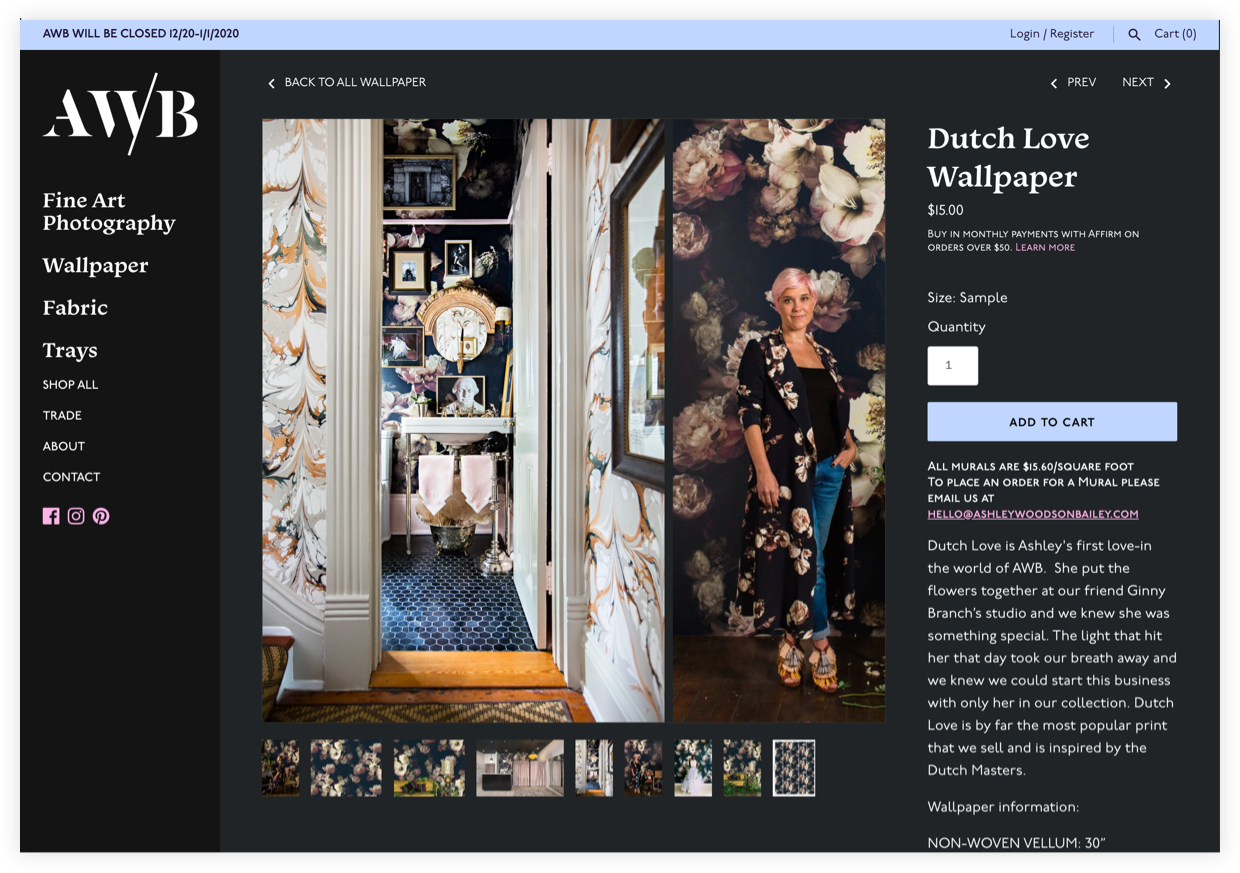 AWB WILL BE CLOSED 12/20-1/1/2020
Login / Register
Cart (0)
AWB
Fine Art
Photography
Wallpaper
Fabric
Trays
SHOP ALL
TRADE
ABOUT
CONTACT
BACK TO ALL WALLPAPER
PREV
NEXT
Dutch Love
Wallpaper
$15.00
Buy in monthly payments with Affirm on
orders over $50. Learn more
Size: Sample
Quantity
1
ADD TO CART
All murals are $15.60/square foot
To place an order for a Mural please
email us at
hello@ashleywoodsonbailey.com
Dutch Love is Ashley's first love-in
the world of AWB. She put the
flowers together at our friend Ginny
Branch's studio and we knew she was
something special. The light that hit
her that day took our breath away and
we knew we could start this business
with only her in our collection. Dutch
Love is by far the most popular print
that we sell and is inspired by the
Dutch Masters.
Wallpaper information:
NON-WOVEN VELLUM: 30"